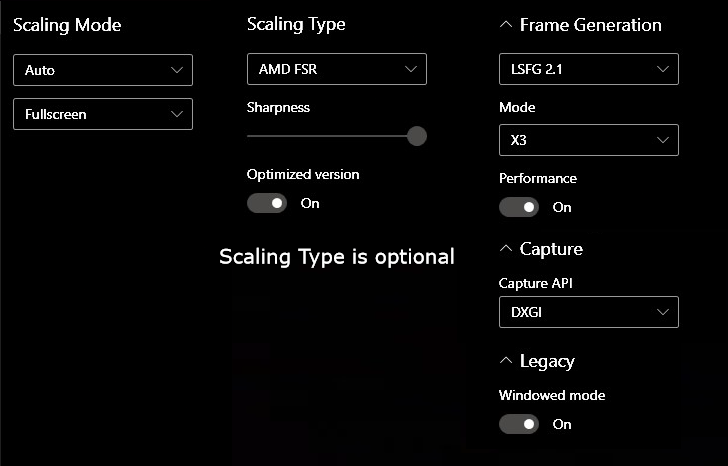 Scaling Mode
Auto
Fullscreen
Scaling Type
AMD FSR
Sharpness
Optimized version
On
Scaling Type is optional
Frame Generation
LSFG 2.1
Mode
X3
Performance
On
Capture
Capture API
DXGI
Legacy
Windowed mode
On